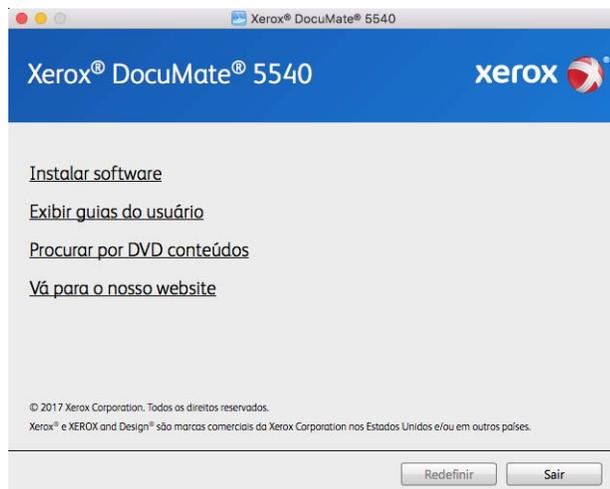 Xerox® DocuMate® 5540
Xerox® DocuMate® 5540
xerox ®
Instalar software
Exibir guias do usuário
Procurar por DVD conteúdos
Vá para o nosso website
© 2017 Xerox Corporation. Todos os direitos reservados.
Xerox® e XEROX and Design® são marcas comerciais da Xerox Corporation nos Estados Unidos e/ou em outros países.
Redefinir
Sair